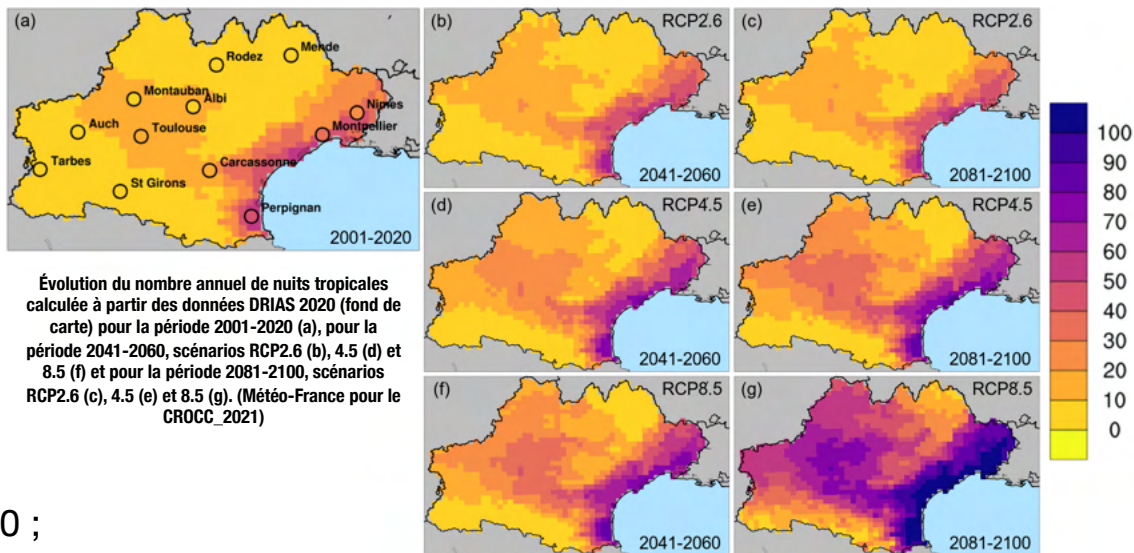 (a)
Rodez
Mende
Montauban
Albi
Nimes
Auch
Toulouse
Montpellier
Tarbes
Carcassonne
St Girons
Perpignan
2001-2020
(b)
RCP2.6
2041-2060
(c)
RCP2.6
2081-2100
(d)
RCP4.5
2041-2060
(e)
RCP4.5
2081-2100
(f)
RCP8.5
2041-2060
(g)
RCP8.5
2081-2100
100
90
80
70
60
50
40
30
20
10
0
Évolution du nombre annuel de nuits tropicales
calculée à partir des données DRIAS 2020 (fond de
carte) pour la période 2001-2020 (a), pour la
période 2041-2060, scénarios RCP2.6 (b), 4.5 (d) et
8.5 (f) et pour la période 2081-2100, scénarios
RCP2.6 (c), 4.5 (e) et 8.5 (g). (Météo-France pour le
CROCC_2021)
0 ;